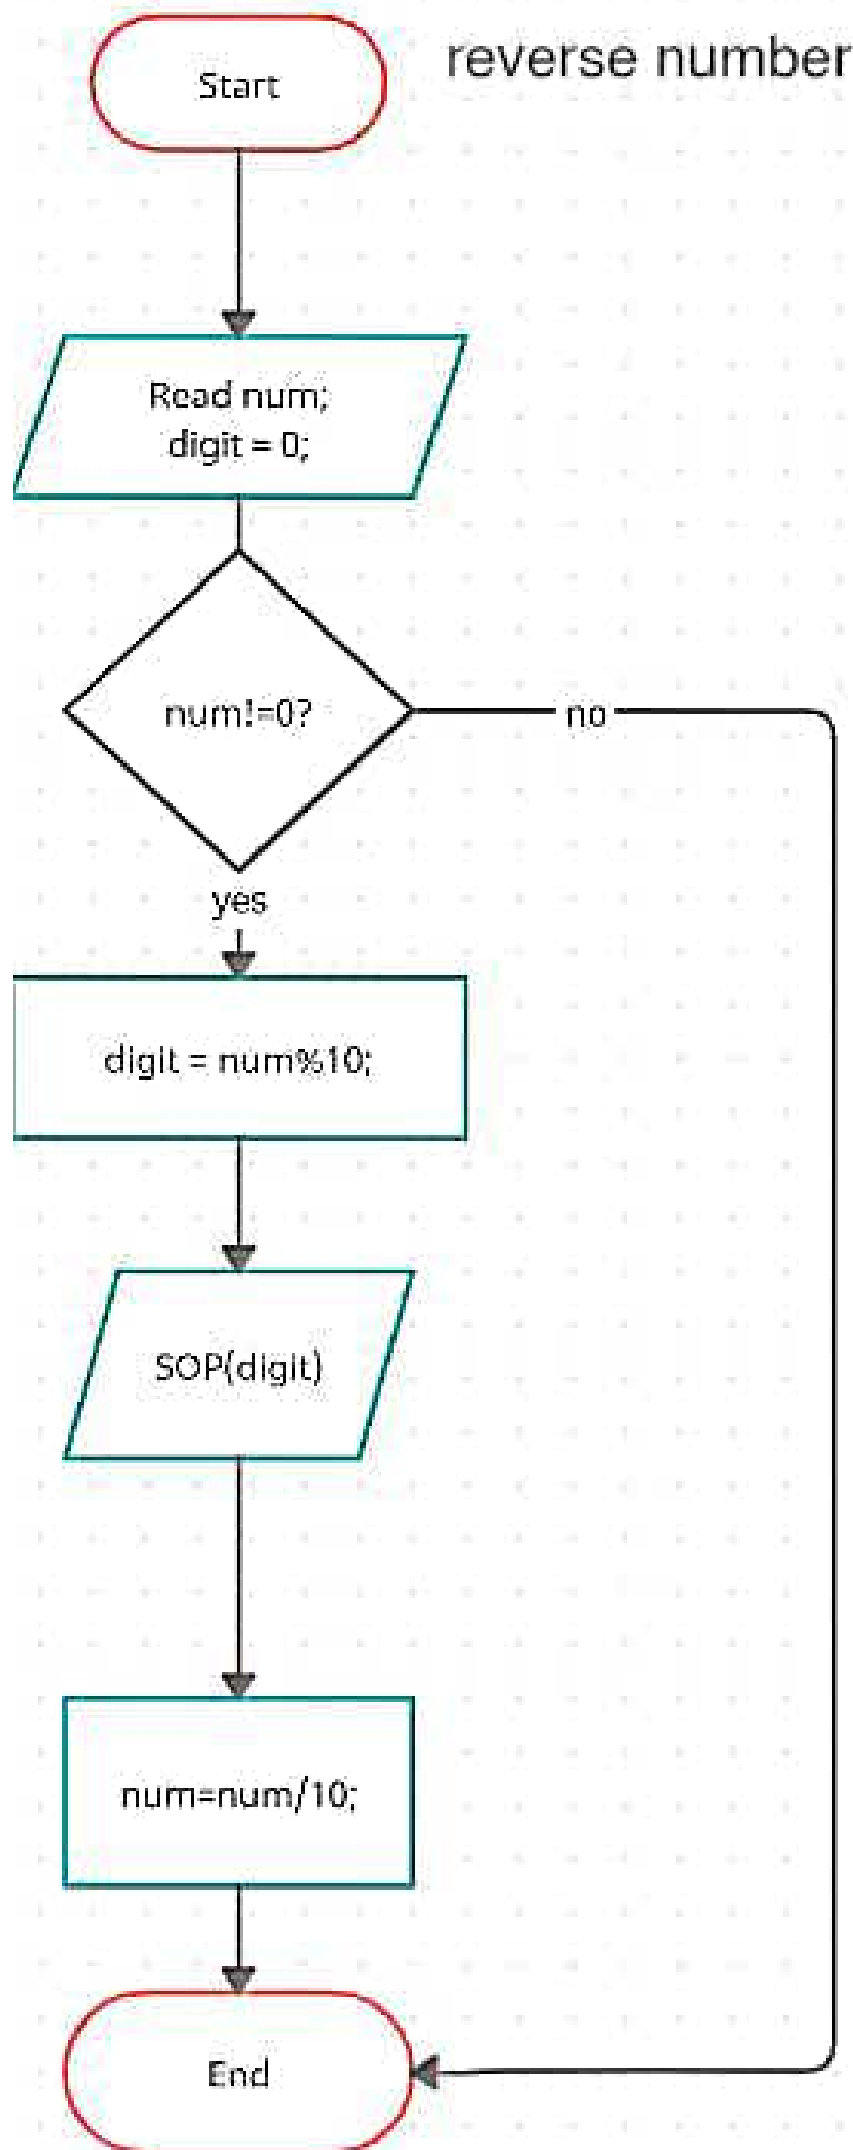 reverse number
Start
Read num;
digit = 0;
num!=0?
no
yes
digit = num%10;
SOP(digit)
num=num/10;
End